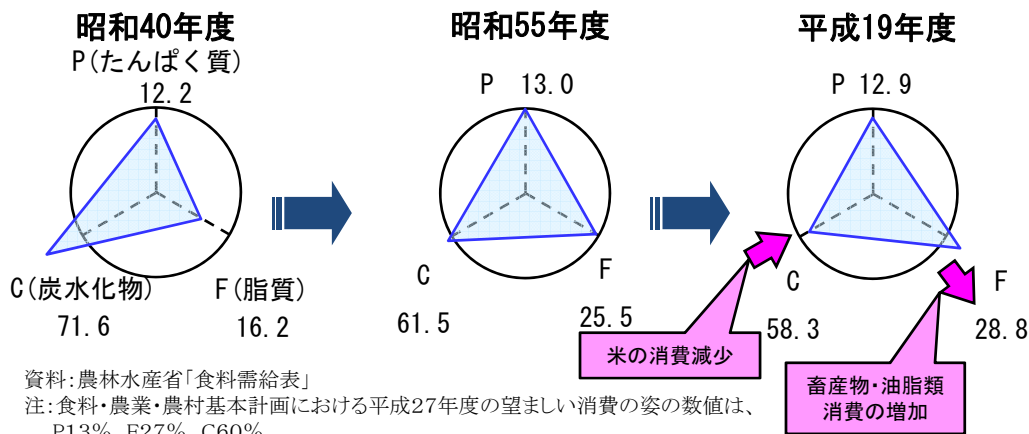 昭和40年度
P(たんぱく質)
12.2
C(炭水化物)
71.6
F(脂質)
16.2
昭和55年度
P 13.0
C
61.5
F
25.5
平成19年度
P 12.9
C
58.3
F
28.8
米の消費減少
畜産物・油脂類
消費の増加
資料:農林水産省「食料需給表」
注:食料・農業・農村基本計画における平成27年度の望ましい消費の姿の数値は、
P13%、F27%、C60%